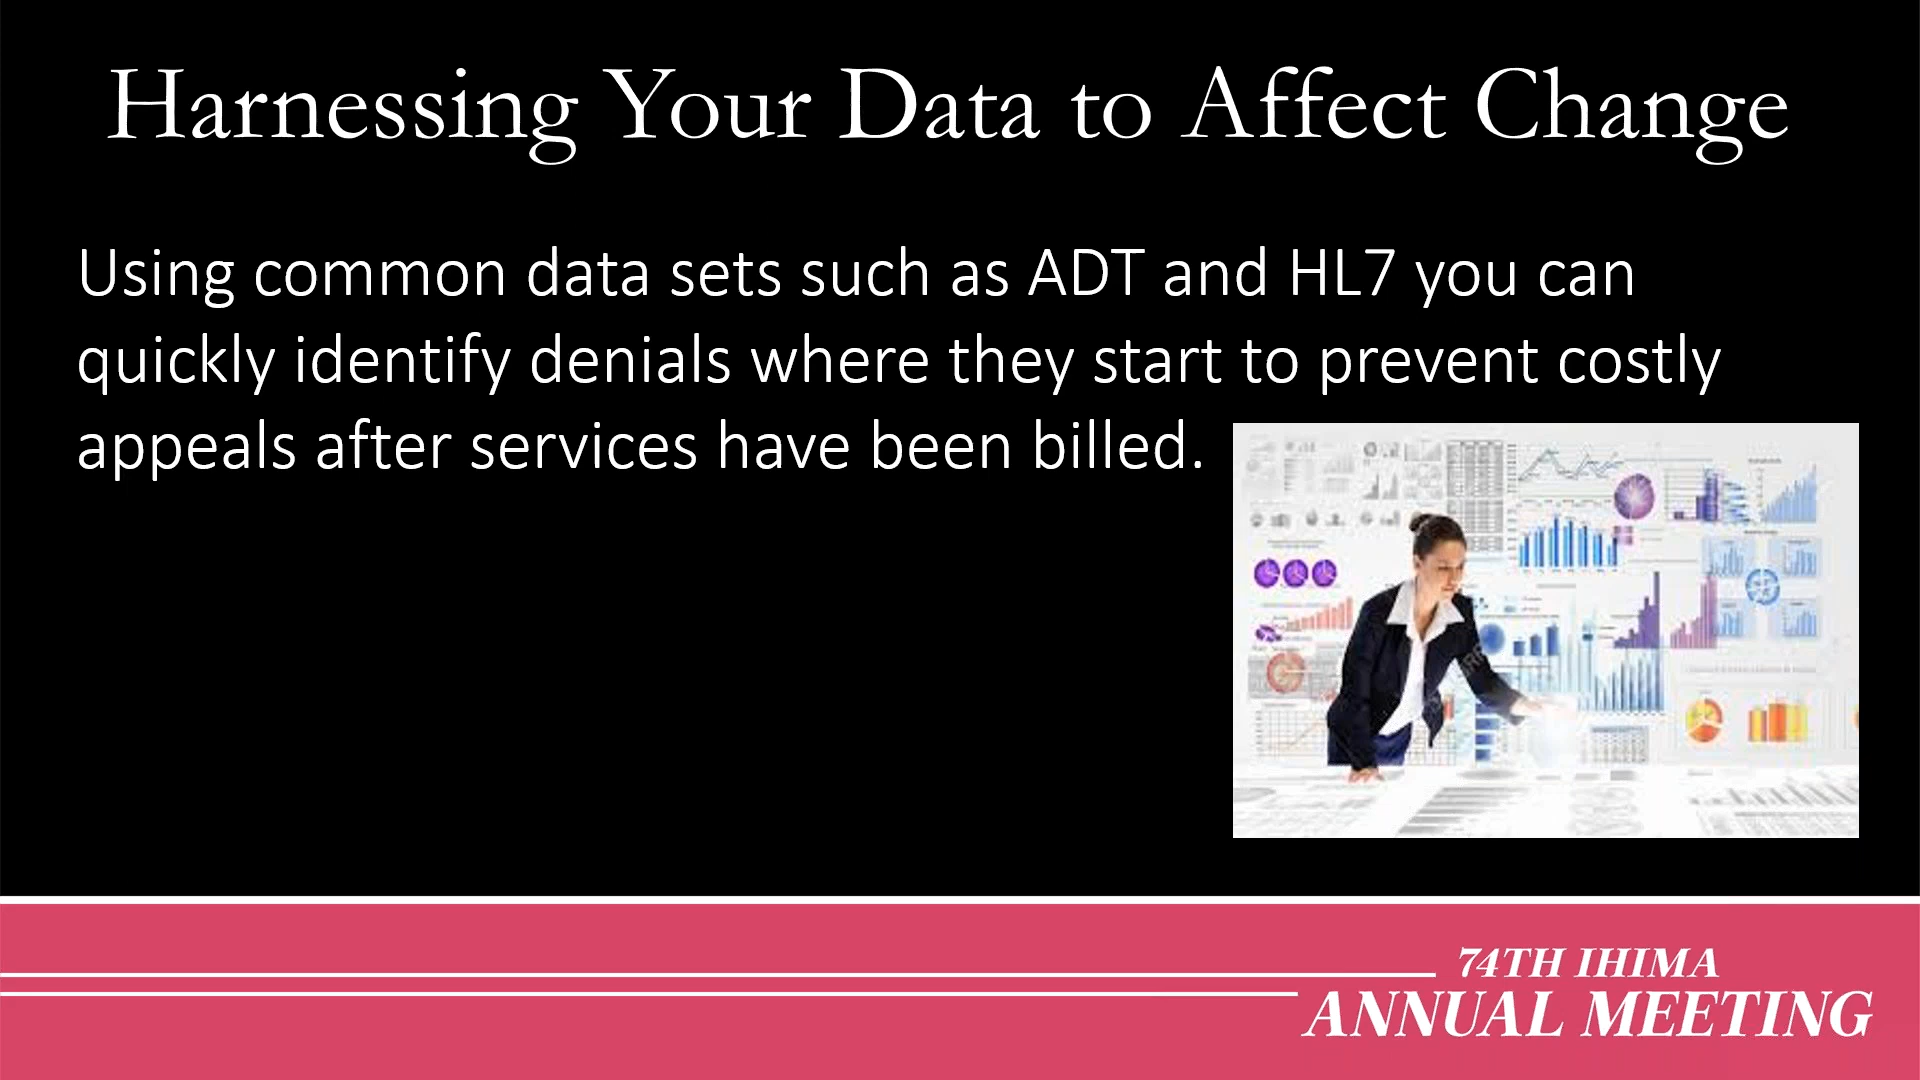 Harnessing Your Data to Affect Change
Using common data sets such as ADT and HL7 you can
quickly identify denials where they start to prevent costly
appeals after services have been billed.
74TH IHIMA
ANNUAL MEETING